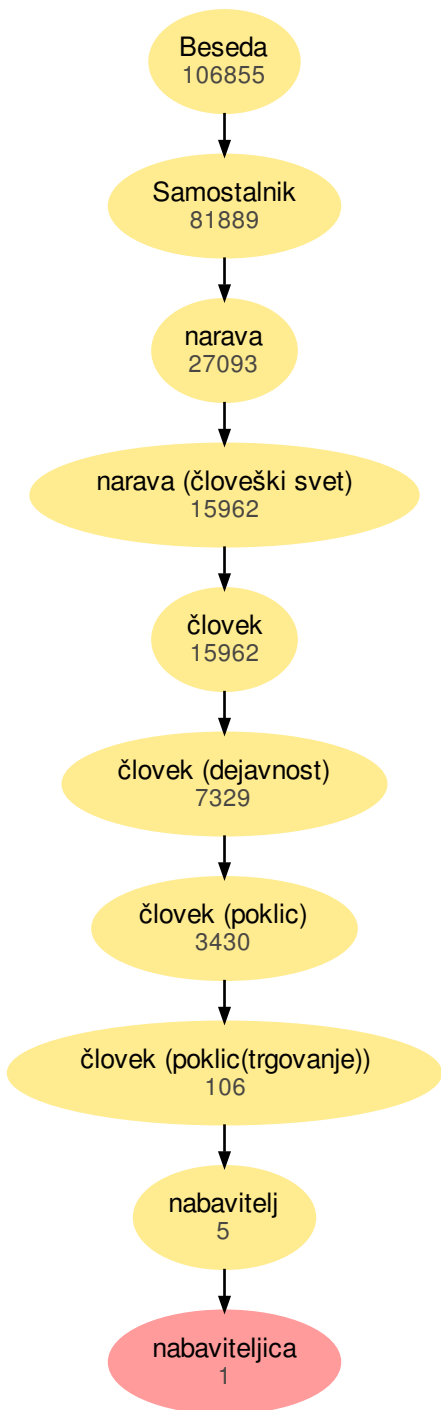 Beseda
106855
Samostalnik
81889
narava
27093
narava (človeški svet)
15962
človek
15962
človek (dejavnost)
7329
človek (poklic)
3430
človek (poklic(trgovanje))
106
nabavitelj
5
nabaviteljica
1